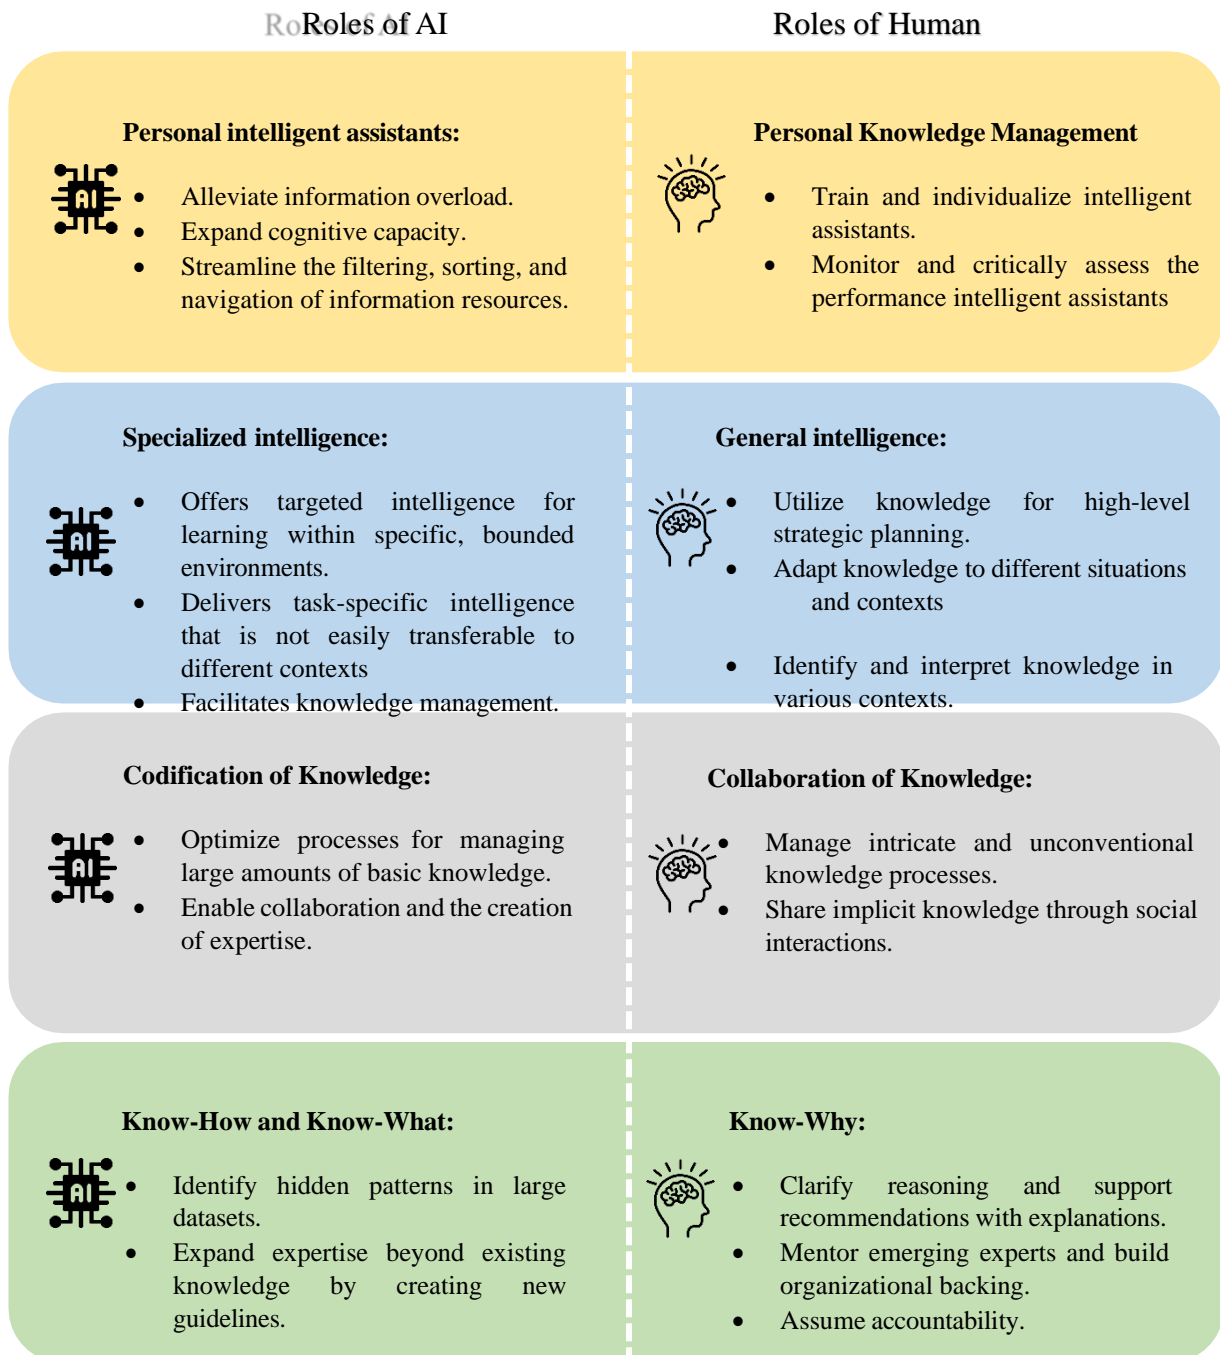 Roles of AI
Roles of Human
Personal intelligent assistants:
AI
• Alleviate information overload.
• Expand cognitive capacity.
• Streamline the filtering, sorting, and
navigation of information resources.
Personal Knowledge Management
• Train and individualize intelligent
assistants.
• Monitor and critically assess the
performance intelligent assistants
Specialized intelligence:
AI
• Offers targeted intelligence for
learning within specific, bounded
environments.
• Delivers task-specific intelligence
that is not easily transferable to
different contexts
• Facilitates knowledge management.
General intelligence:
• Utilize knowledge for high-level
strategic planning.
• Adapt knowledge to different situations
and contexts
• Identify and interpret knowledge in
various contexts.
Codification of Knowledge:
AI
• Optimize processes for managing
large amounts of basic knowledge.
• Enable collaboration and the creation
of expertise.
Collaboration of Knowledge:
• Manage intricate and unconventional
knowledge processes.
• Share implicit knowledge through social
interactions.
Know-How and Know-What:
AI
• Identify hidden patterns in large
datasets.
• Expand expertise beyond existing
knowledge by creating new
guidelines.
Know-Why:
• Clarify reasoning and support
recommendations with explanations.
• Mentor emerging experts and build
organizational backing.
• Assume accountability.